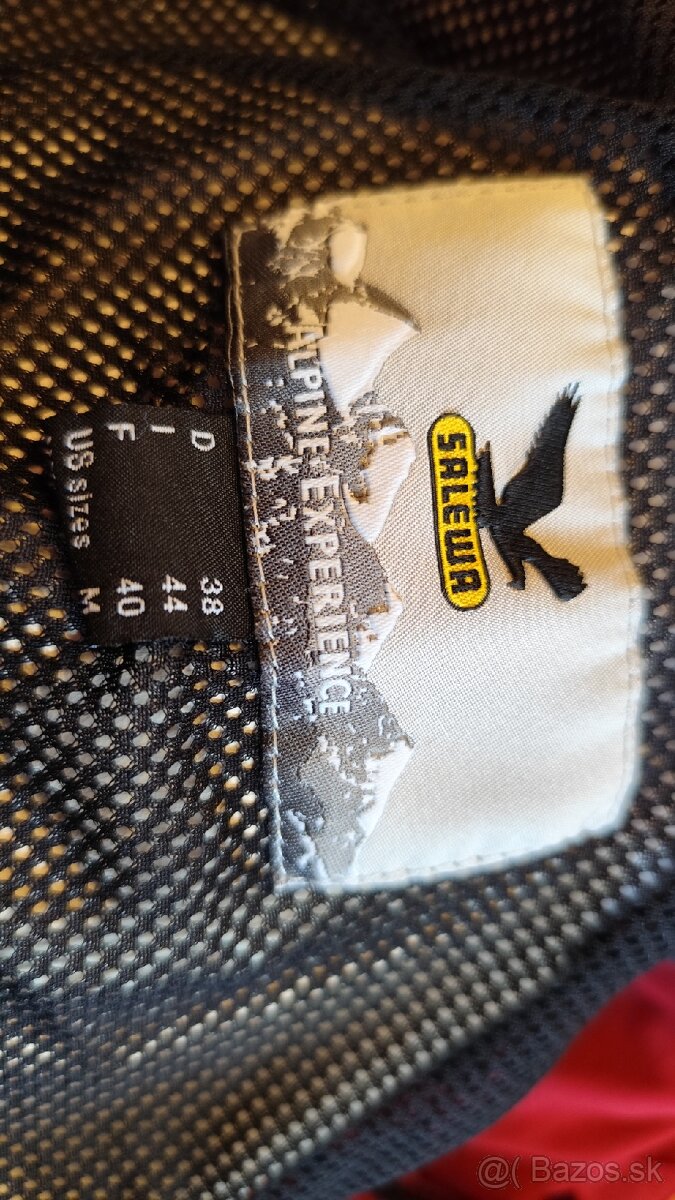 SALEWA
ALPINE EXPERIENCE
D 38
I 44
F 40
US sizes M
@( Bazos.sk